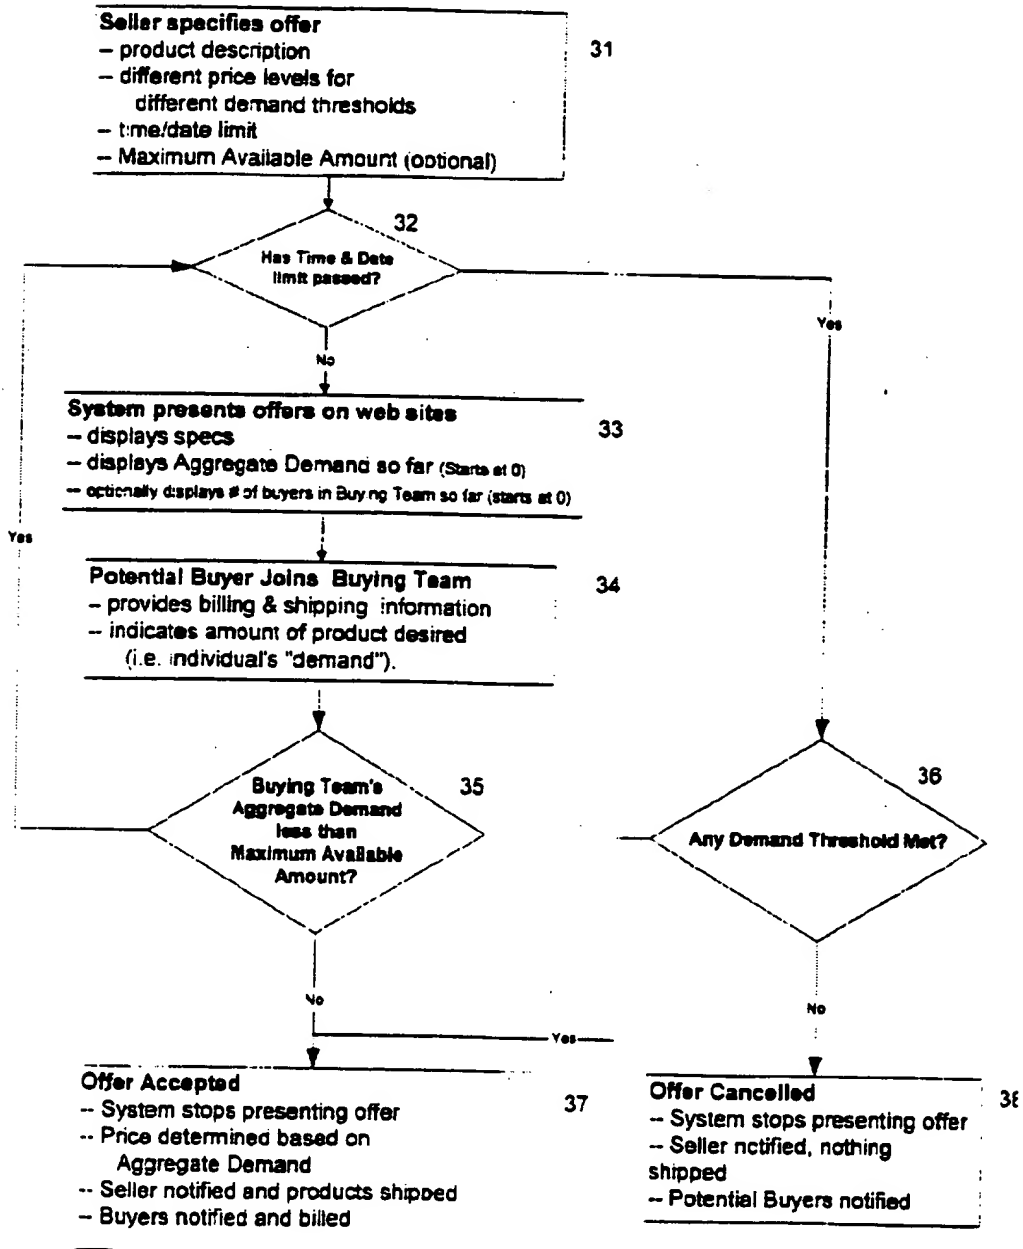 Seller specifies offer
-- product description
-- different price levels for
different demand thresholds
-- time/date limit
-- Maximum Available Amount (optional)
31
32
Has Time & Date
limit passed?
Yes
No
System presents offers on web sites
-- displays specs
-- displays Aggregate Demand so far (Starts at 0)
-- optionally displays # of buyers in Buying Team so far (starts at 0)
33
Yes
Potential Buyer Joins Buying Team
-- provides billing & shipping information
-- indicates amount of product desired
(i.e. individual's "demand").
34
Buying Team's
Aggregate Demand
less than
Maximum Available
Amount?
35
36
Any Demand Threshold Met?
No
No
Yes
Offer Accepted
-- System stops presenting offer
-- Price determined based on
Aggregate Demand
-- Seller notified and products shipped
-- Buyers notified and billed
37
Offer Cancelled
-- System stops presenting offer
-- Seller notified, nothing
shipped
-- Potential Buyers notified
38